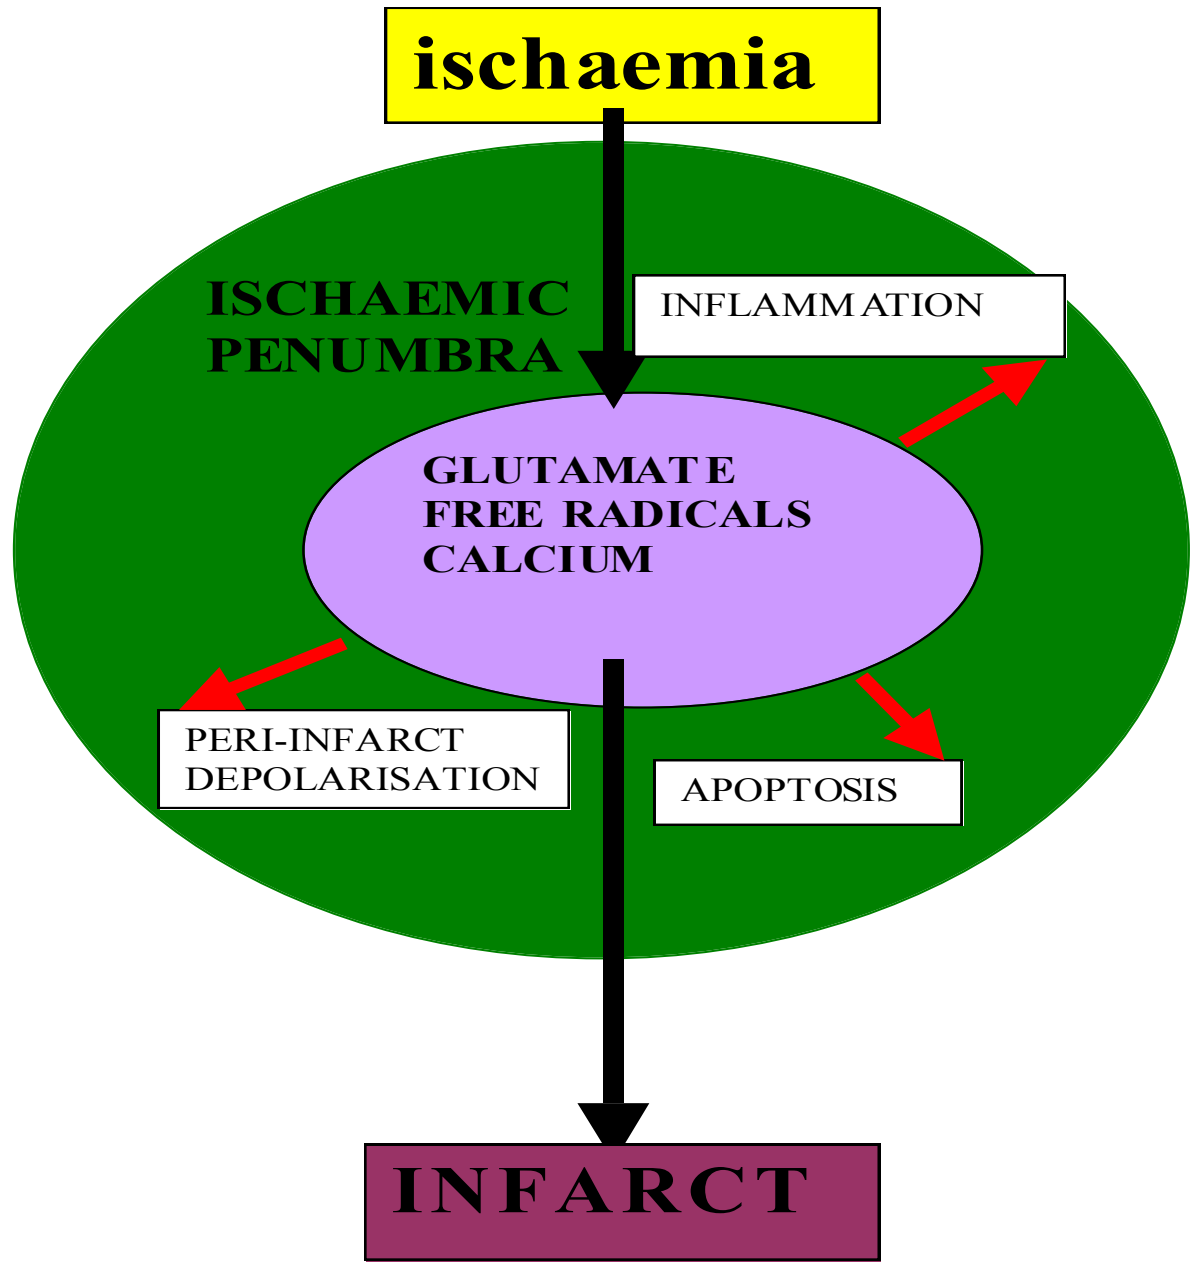 ischaemia
ISCHAEMIC
PENUMBRA
INFLAMMATION
GLUTAMATE
FREE RADICALS
CALCIUM
PERI-INFARCT
DEPOLARISATION
APOPTOSIS
INFARCT